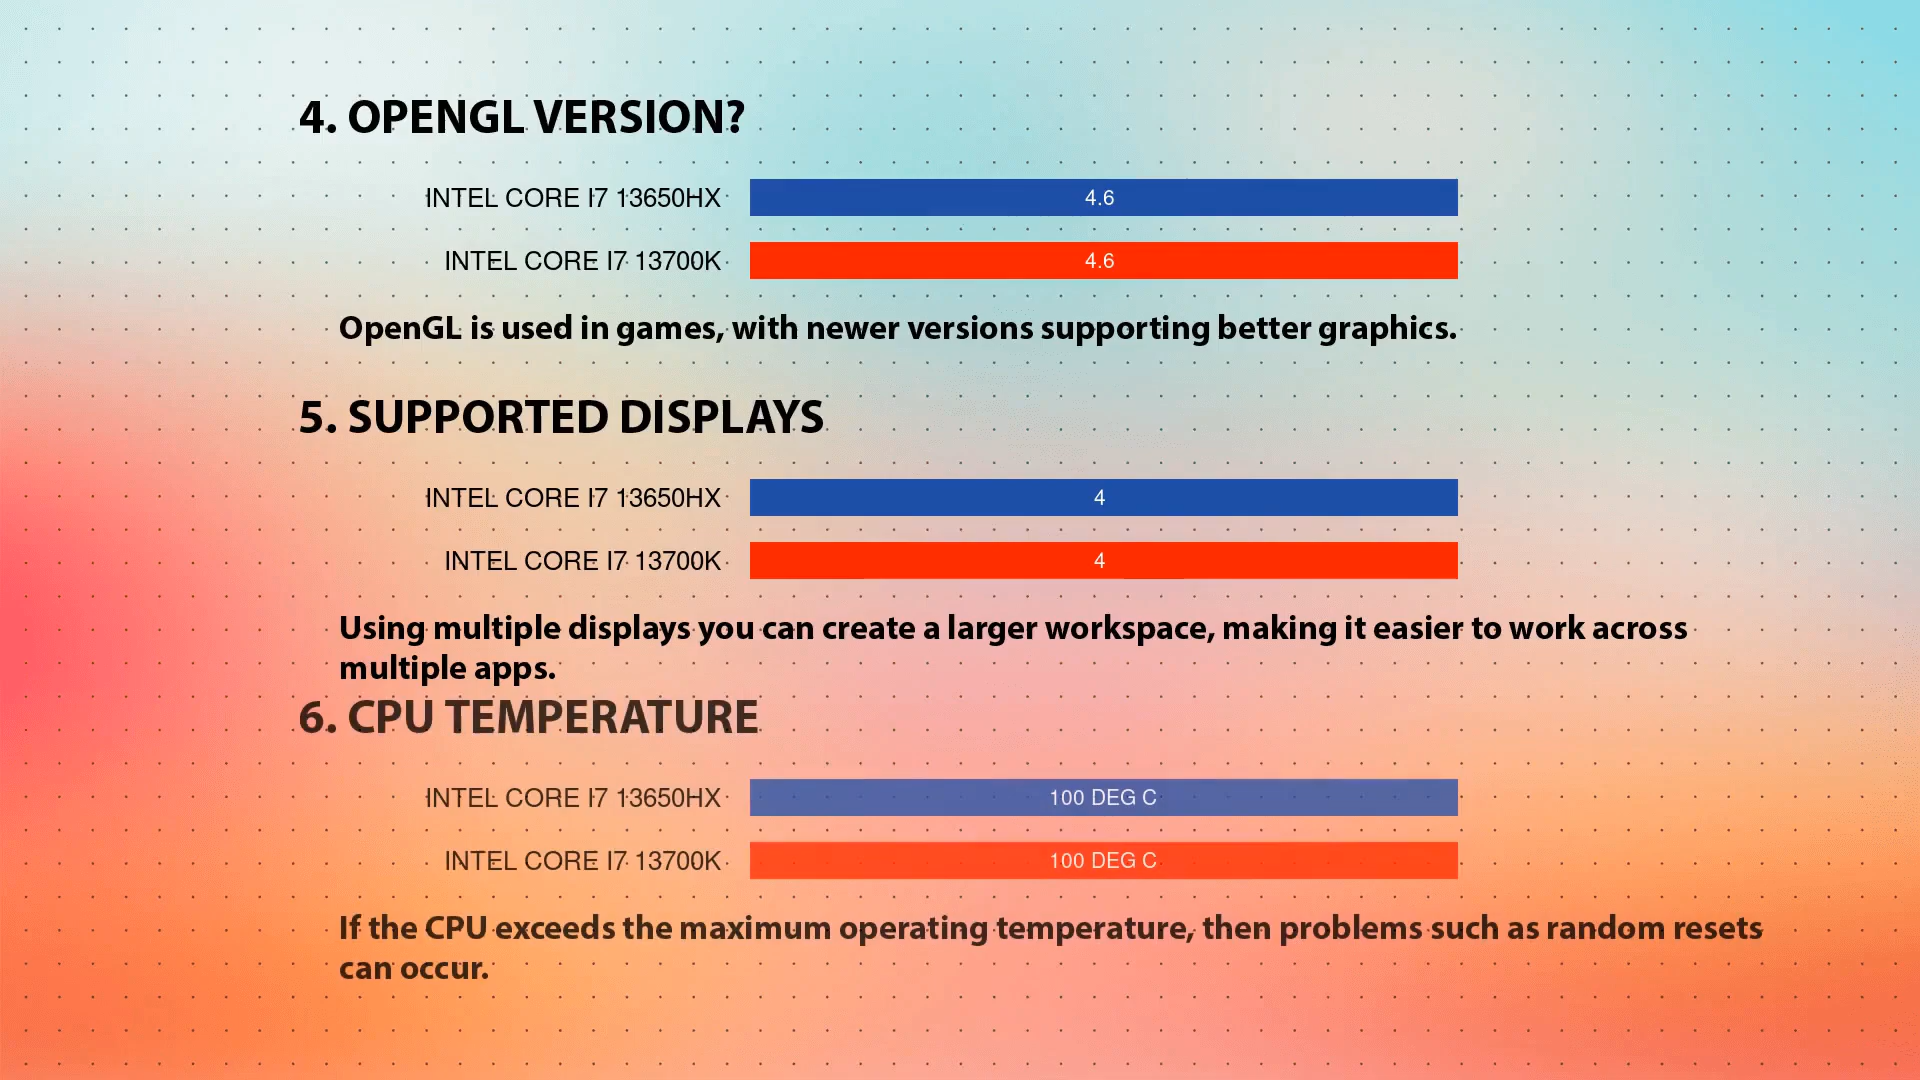 4. OPENGL VERSION?
INTEL CORE I7 13650HX
4.6
INTEL CORE I7 13700K
4.6
OpenGL is used in games, with newer versions supporting better graphics.
5. SUPPORTED DISPLAYS
INTEL CORE I7 13650HX
4
INTEL CORE I7 13700K
4
Using multiple displays you can create a larger workspace, making it easier to work across
multiple apps.
6. CPU TEMPERATURE
INTEL CORE I7 13650HX
100 DEG C
INTEL CORE I7 13700K
100 DEG C
If the CPU exceeds the maximum operating temperature, then problems such as random resets
can occur.